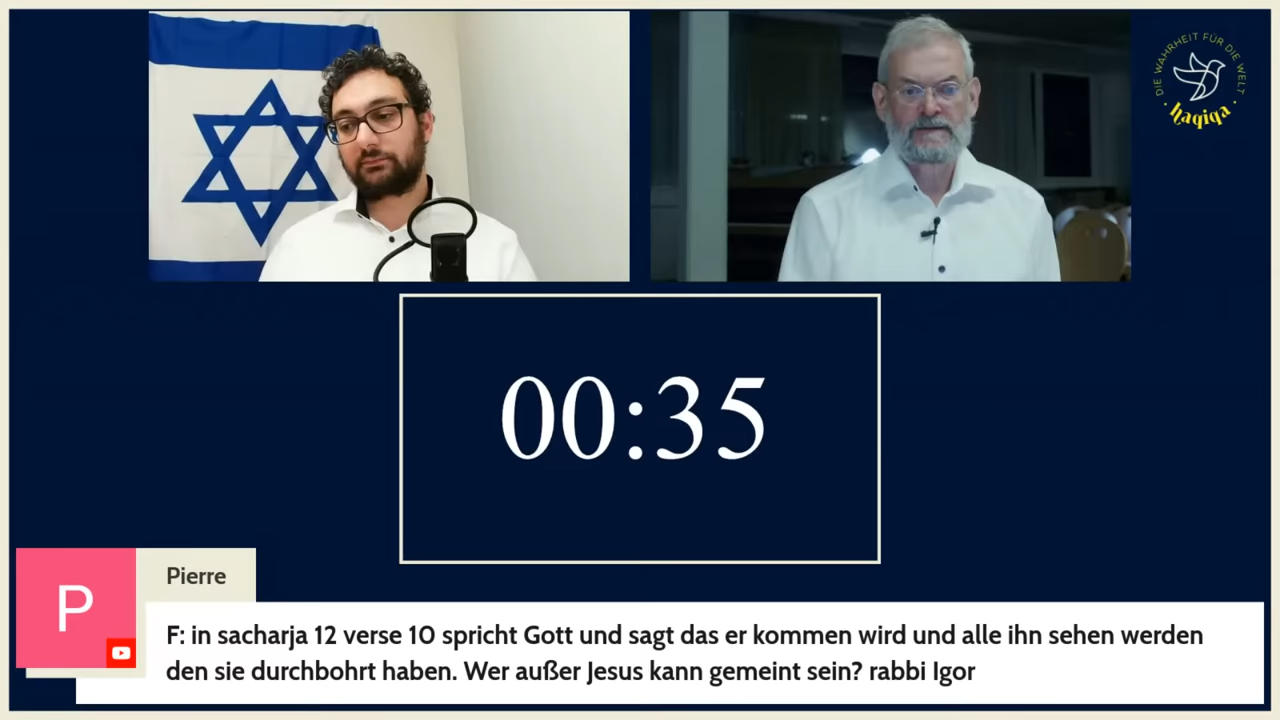 DIE WAHRHEIT FÜR DIE WELT
haqiqa
00:35
P
Pierre
F: in sacharja 12 verse 10 spricht Gott und sagt das er kommen wird und alle ihn sehen werden
den sie durchbohrt haben. Wer außer Jesus kann gemeint sein? rabbi Igor